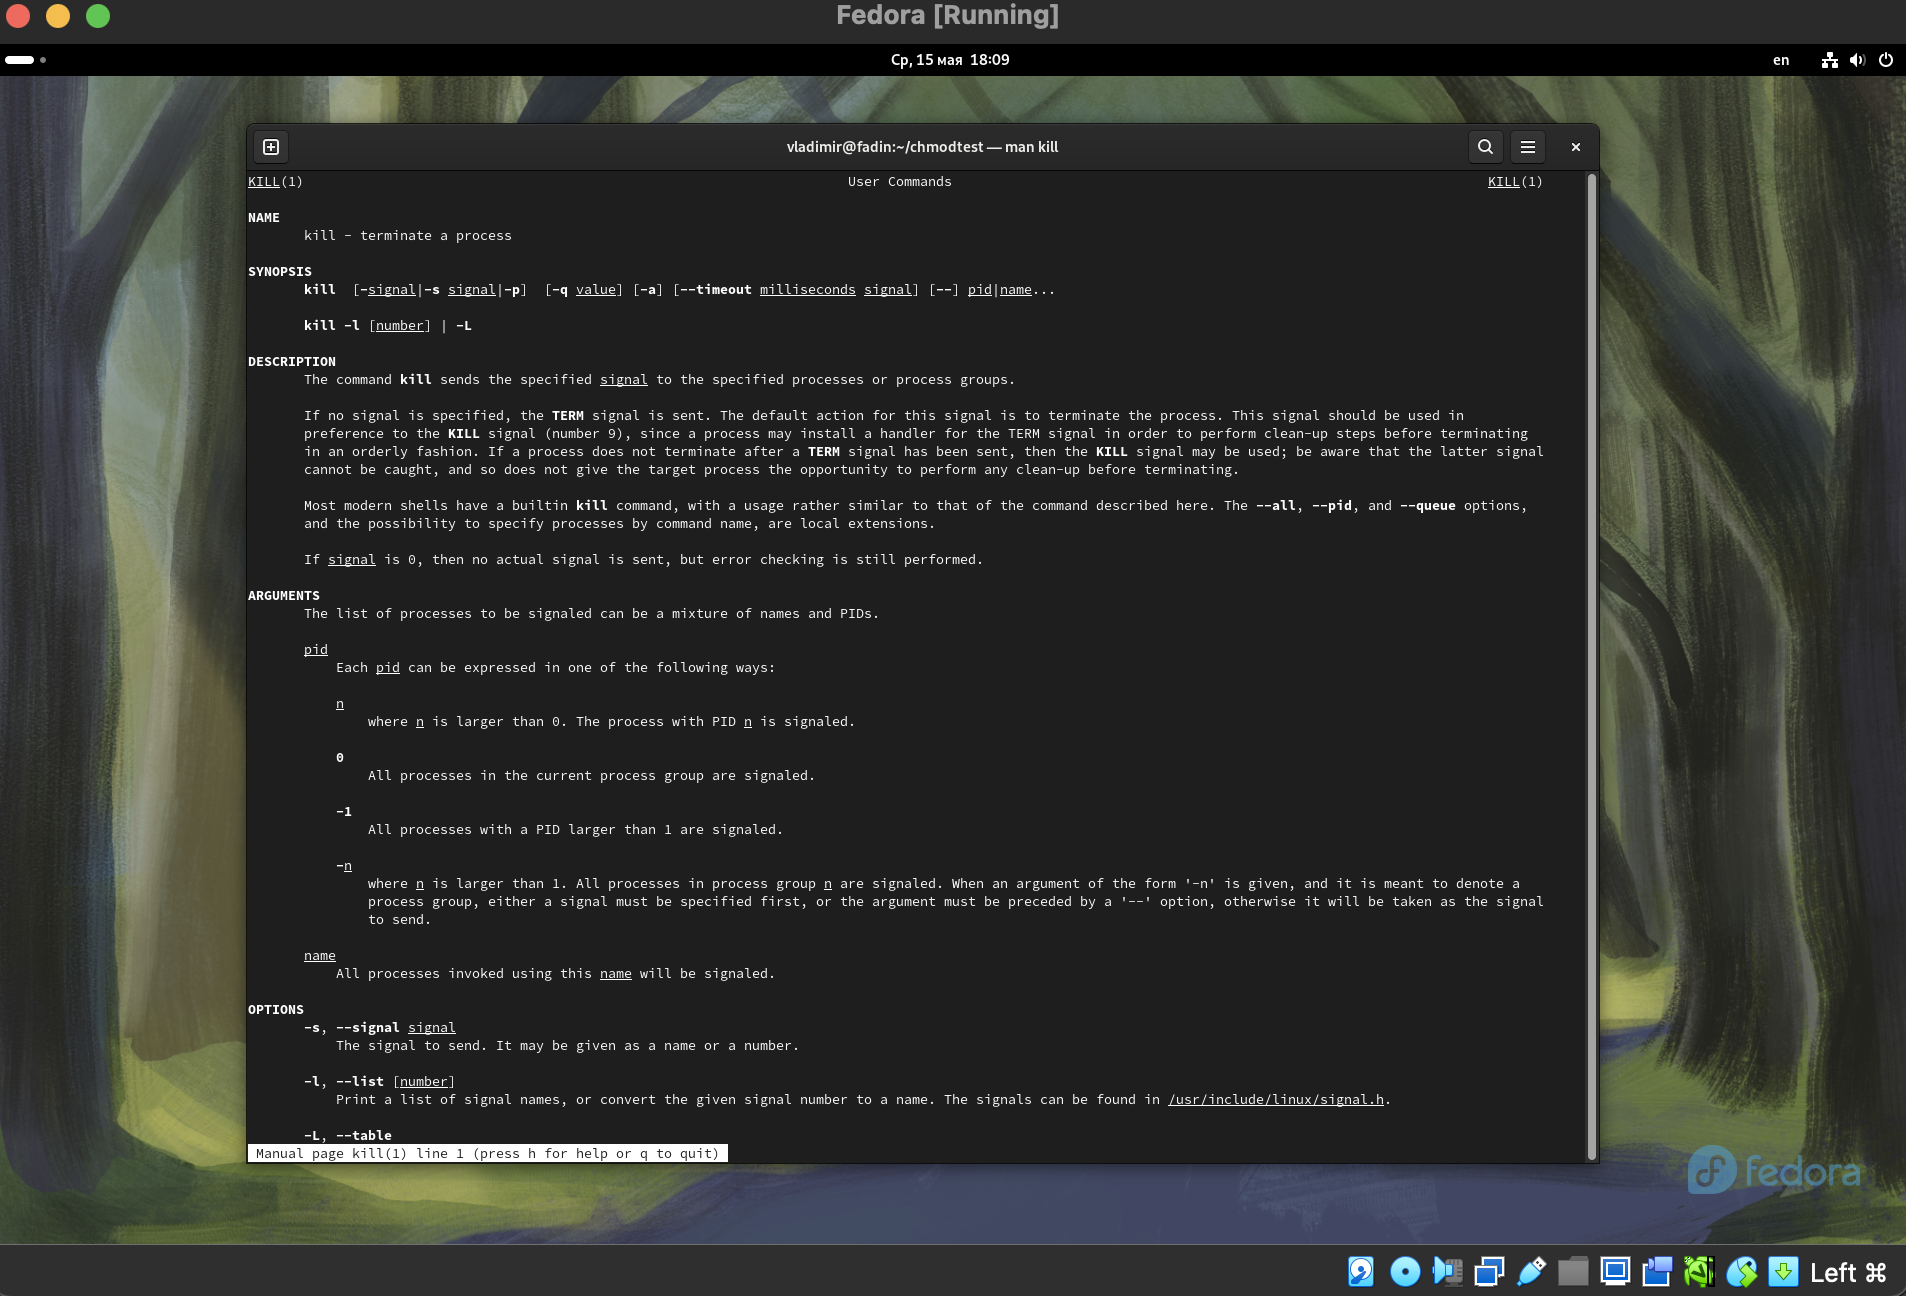 Fedora [Running]
Ср, 15 мая 18:09
en
vladimir@fadin:~/chmodtest — man kill
KILL(1) User Commands KILL(1)
NAME
kill - terminate a process
SYNOPSIS
kill [-signal|-s signal|-p] [-q value] [-a] [--timeout milliseconds signal] [--] pid|name...
kill -l [number] | -L
DESCRIPTION
The command kill sends the specified signal to the specified processes or process groups.
If no signal is specified, the TERM signal is sent. The default action for this signal is to terminate the process. This signal should be used in
preference to the KILL signal (number 9), since a process may install a handler for the TERM signal in order to perform clean-up steps before terminating
in an orderly fashion. If a process does not terminate after a TERM signal has been sent, then the KILL signal may be used; be aware that the latter signal
cannot be caught, and so does not give the target process the opportunity to perform any clean-up before terminating.
Most modern shells have a builtin kill command, with a usage rather similar to that of the command described here. The --all, --pid, and --queue options,
and the possibility to specify processes by command name, are local extensions.
If signal is 0, then no actual signal is sent, but error checking is still performed.
ARGUMENTS
The list of processes to be signaled can be a mixture of names and PIDs.
pid
Each pid can be expressed in one of the following ways:
n
where n is larger than 0. The process with PID n is signaled.
0
All processes in the current process group are signaled.
-1
All processes with a PID larger than 1 are signaled.
-n
where n is larger than 1. All processes in process group n are signaled. When an argument of the form '-n' is given, and it is meant to denote a
process group, either a signal must be specified first, or the argument must be preceded by a '--' option, otherwise it will be taken as the signal
to send.
name
All processes invoked using this name will be signaled.
OPTIONS
-s, --signal signal
The signal to send. It may be given as a name or a number.
-l, --list [number]
Print a list of signal names, or convert the given signal number to a name. The signals can be found in /usr/include/linux/signal.h.
-L, --table
Manual page kill(1) line 1 (press h for help or q to quit)
fedora
Left ⌘